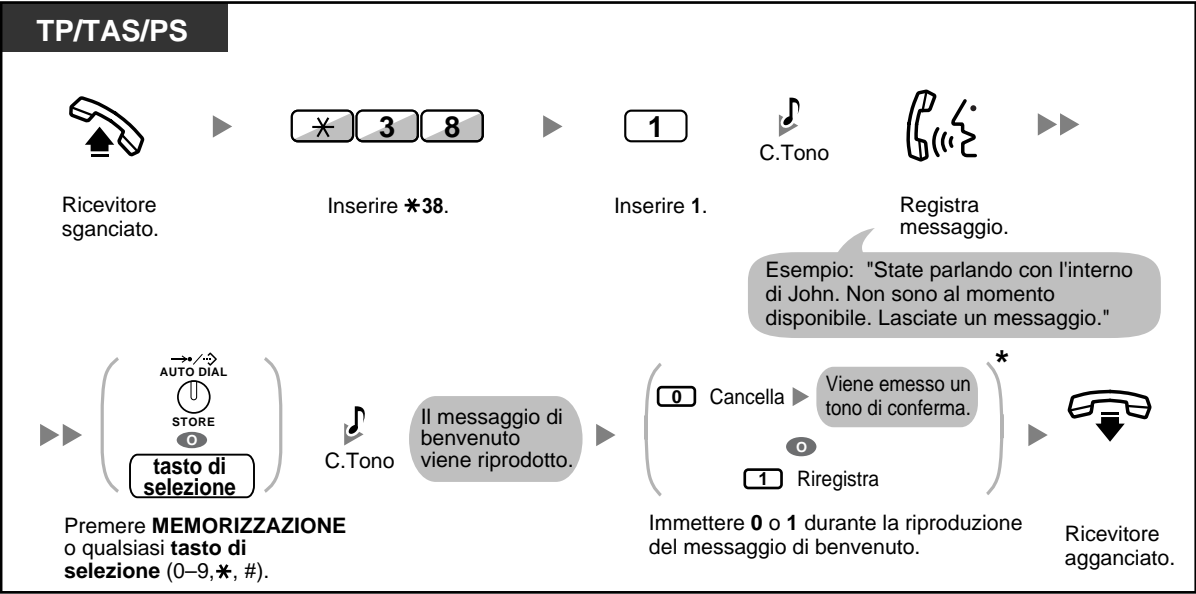 TP/TAS/PS
✳ 3 8
1
C.Tono
Ricevitore
sganciato.
Inserire ✳38.
Inserire 1.
Registra
messaggio.
Esempio: "State parlando con l'interno
di John. Non sono al momento
disponibile. Lasciate un messaggio."
AUTO DIAL
STORE
O
tasto di
selezione
C.Tono
Il messaggio di
benvenuto
viene riprodotto.
0 Cancella
Viene emesso un
tono di conferma.
O
1 Riregistra
*
Premere MEMORIZZAZIONE
o qualsiasi tasto di
selezione (0–9,✳, #).
Immettere 0 o 1 durante la riproduzione
del messaggio di benvenuto.
Ricevitore
agganciato.